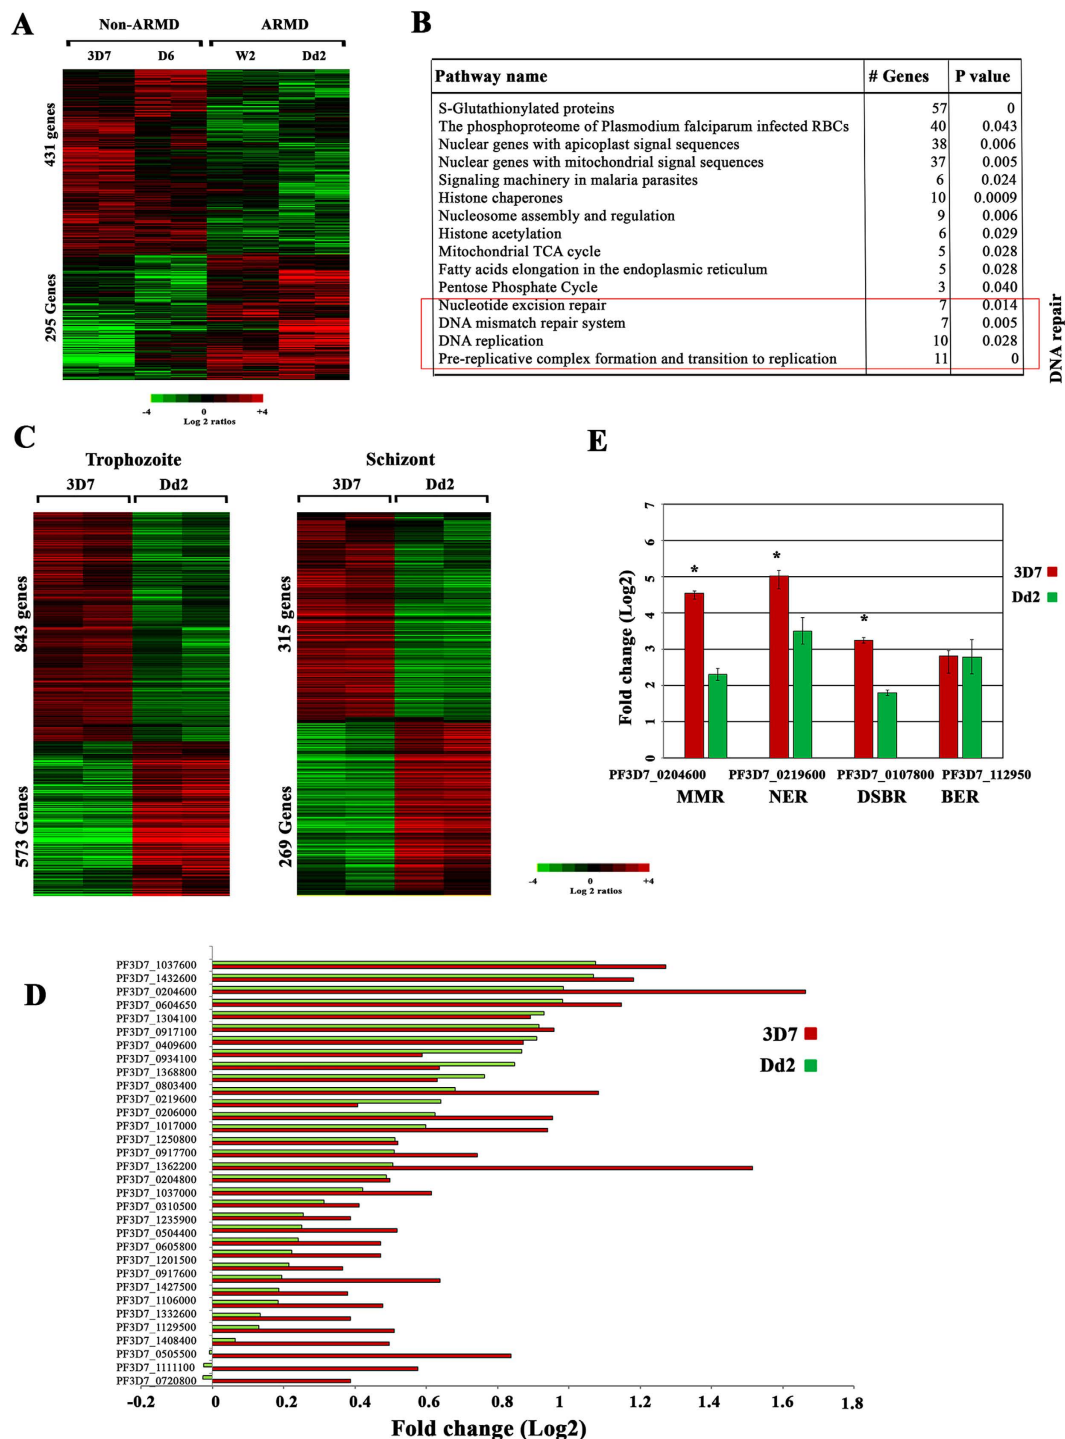 A
Non-ARMD ARMD
3D7 D6 W2 Dd2
431 genes
295 Genes
-4 0 +4
Log 2 ratios
B
Pathway name # Genes P value
S-Glutathionylated proteins 57 0
The phosphoproteome of Plasmodium falciparum infected RBCs 40 0.043
Nuclear genes with apicoplast signal sequences 38 0.006
Nuclear genes with mitochondrial signal sequences 37 0.005
Signaling machinery in malaria parasites 6 0.024
Histone chaperones 10 0.0009
Nucleosome assembly and regulation 9 0.006
Histone acetylation 6 0.029
Mitochondrial TCA cycle 5 0.028
Fatty acids elongation in the endoplasmic reticulum 5 0.028
Pentose Phosphate Cycle 3 0.040
Nucleotide excision repair 7 0.014
DNA mismatch repair system 7 0.005
DNA replication 10 0.028
Pre-replicative complex formation and transition to replication 11 0
DNA repair
C
Trophozoite Schizont
3D7 Dd2 3D7 Dd2
843 genes
573 Genes
315 genes
269 Genes
-4 0 +4
Log 2 ratios
E
7
6
5
4
3
2
1
0
Fold change (Log2)
* * *
3D7
Dd2
PF3D7_0204600 PF3D7_0219600 PF3D7_0107800 PF3D7_112950
MMR NER DSBR BER
D
PF3D7_1037600
PF3D7_1432600
PF3D7_0204600
PF3D7_0604650
PF3D7_1304100
PF3D7_0917100
PF3D7_0409600
PF3D7_0934100
PF3D7_1368800
PF3D7_0803400
PF3D7_0219600
PF3D7_0206000
PF3D7_1017000
PF3D7_1250800
PF3D7_0917700
PF3D7_1362200
PF3D7_0204800
PF3D7_1037000
PF3D7_0310500
PF3D7_1235900
PF3D7_0504400
PF3D7_0605800
PF3D7_1201500
PF3D7_0917600
PF3D7_1427500
PF3D7_1106000
PF3D7_1332600
PF3D7_1129500
PF3D7_1408400
PF3D7_0505500
PF3D7_1111100
PF3D7_0720800
3D7
Dd2
-0.2 0 0.2 0.4 0.6 0.8 1 1.2 1.4 1.6 1.8
Fold change (Log2)